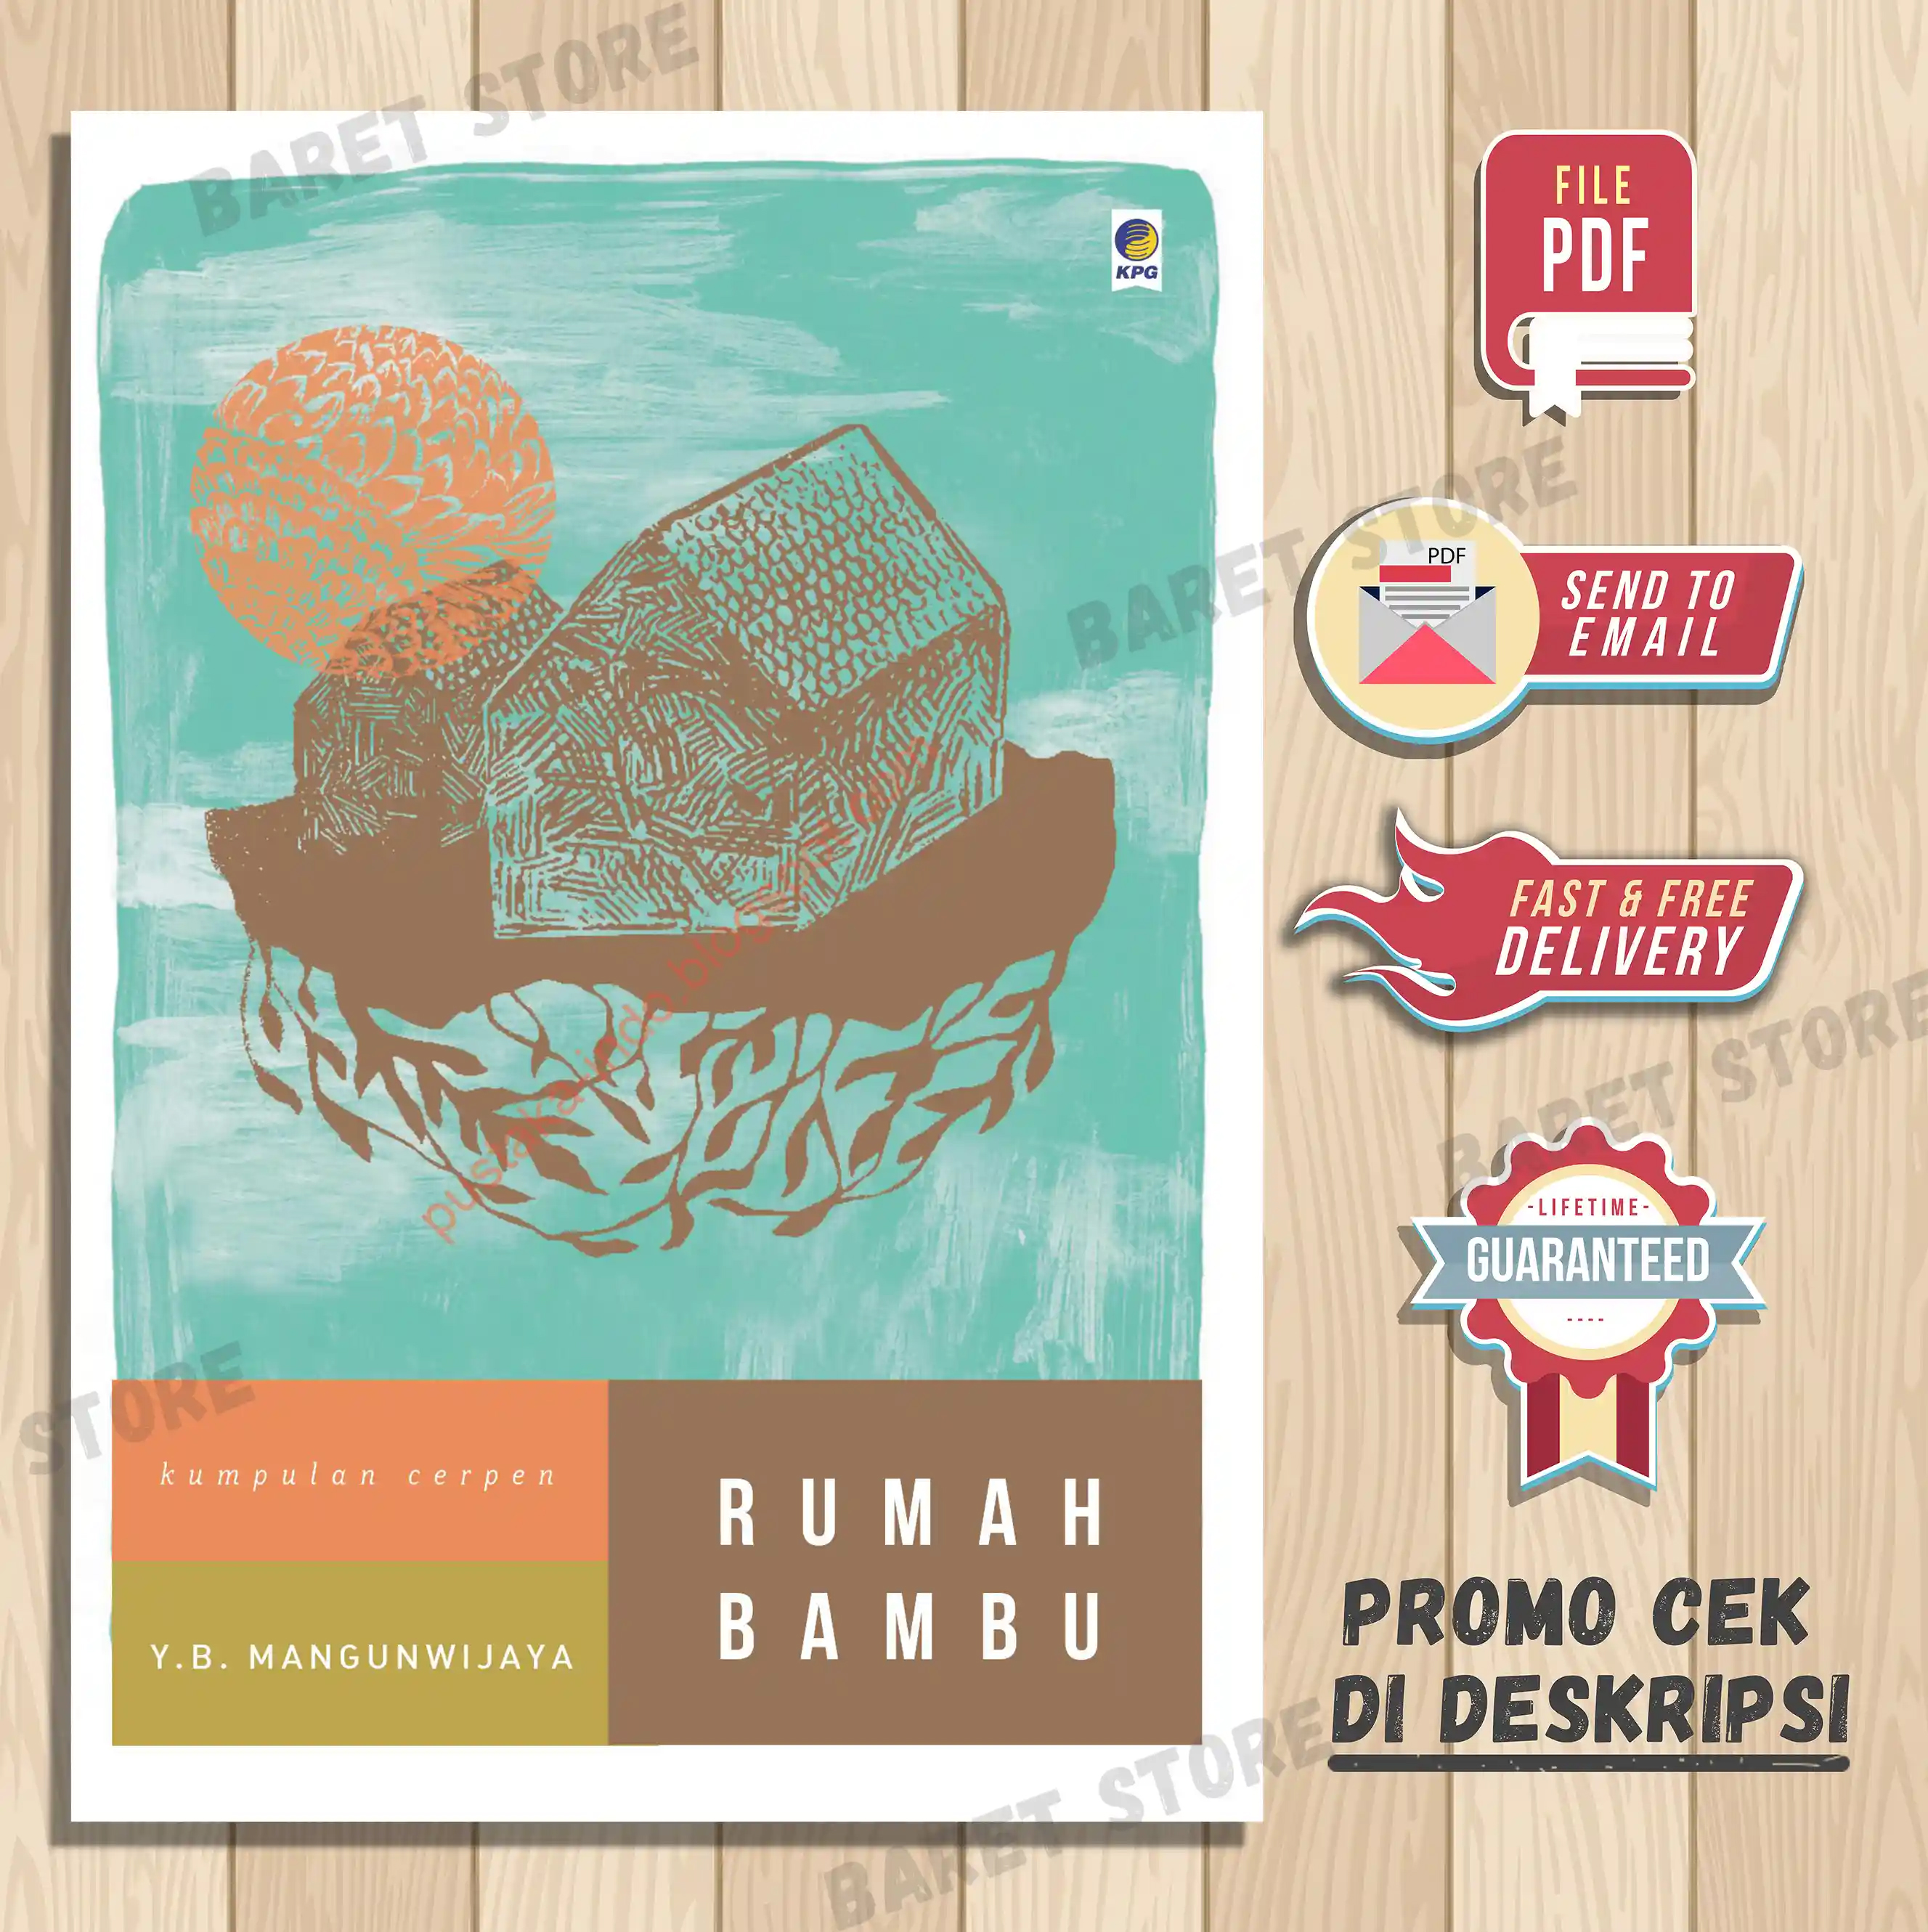 BARET STORE
KPG
FILE
PDF
BARET STORE
PDF
SEND TO
EMAIL
FAST & FREE
DELIVERY
BARET STORE
-LIFETIME-
GUARANTEED
STORE
kumpulan cerpen
RUMAH
BAMBU
Y.B. MANGUNWIJAYA
PROMO CEK
DI DESKRIPSI
BARET STORE